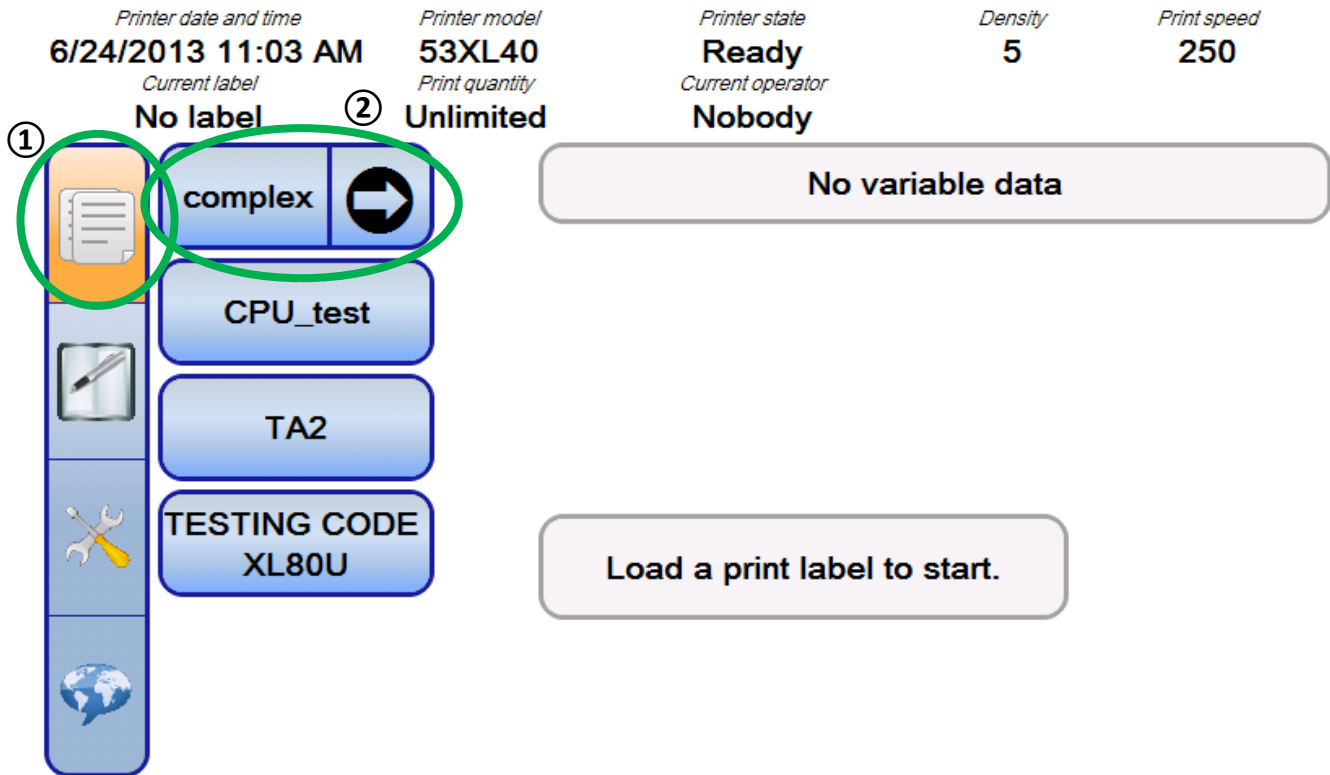 Printer date and time Printer model Printer state Density Print speed
6/24/2013 11:03 AM 53XL40 Ready 5 250
Current label Print quantity Current operator
No label Unlimited Nobody
①
②
complex
No variable data
CPU_test
TA2
TESTING CODE
XL80U
Load a print label to start.